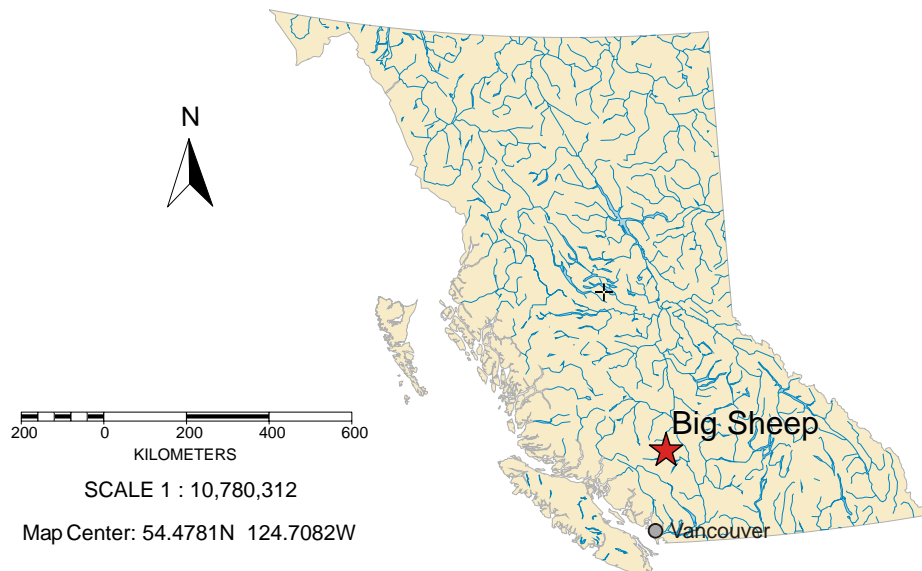 N
Big Sheep
200 0 200 400 600
KILOMETERS
SCALE 1 : 10,780,312
Map Center: 54.4781N 124.7082W
Vancouver